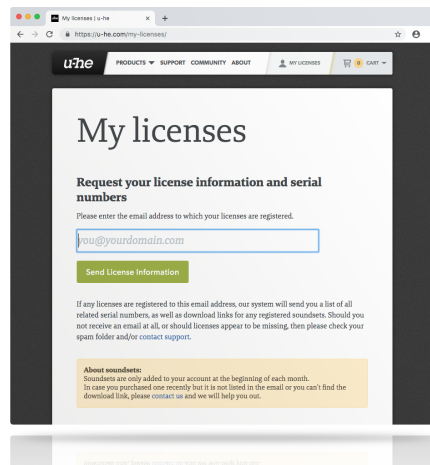 My licenses | u-he
https://u-he.com/my-licenses/
u-he PRODUCTS SUPPORT COMMUNITY ABOUT MY LICENSES 0 CART
My licenses
Request your license information and serial
numbers
Please enter the email address to which your licenses are registered.
you@yourdomain.com
Send License Information
If any licenses are registered to this email address, our system will send you a list of all
related serial numbers, as well as download links for any registered soundsets. Should you
not receive an email at all, or should licenses appear to be missing, then please check your
spam folder and/or contact support.
About soundsets:
Soundsets are only added to your account at the beginning of each month.
In case you purchased one recently but it is not listed in the email or you can't find the
download link, please contact us and we will help you out.